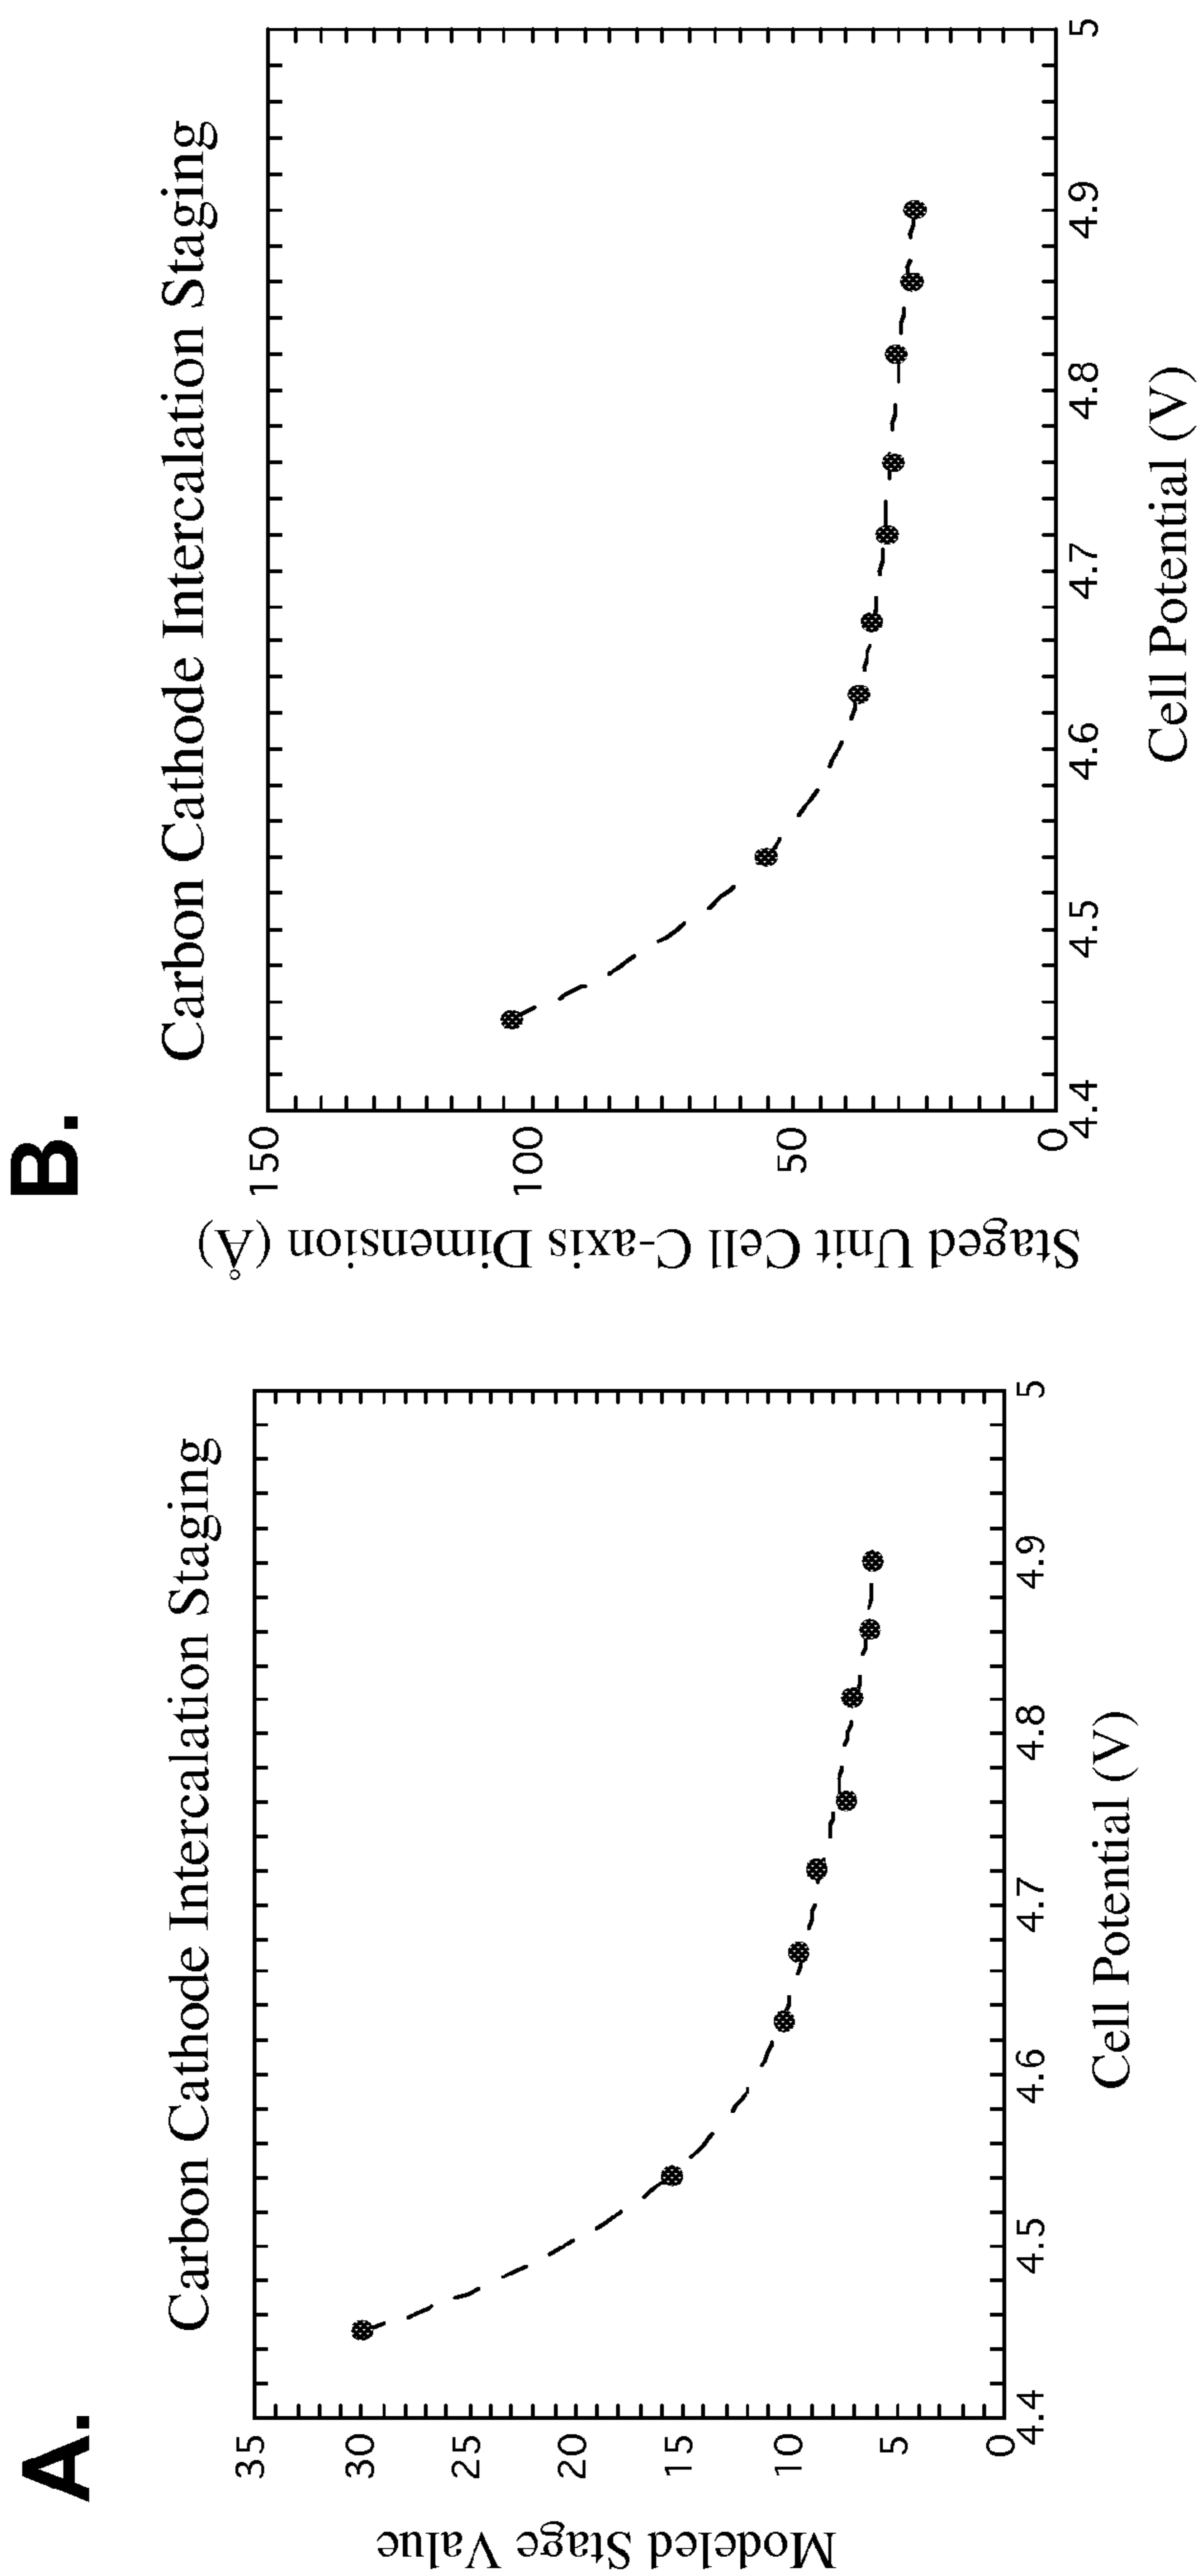 A.
Carbon Cathode Intercalation Staging
Modeled Stage Value
35
30
25
20
15
10
5
0
4.4 4.5 4.6 4.7 4.8 4.9 5
Cell Potential (V)
B.
Carbon Cathode Intercalation Staging
Staged Unit Cell C-axis Dimension (Å)
150
100
50
0
4.4 4.5 4.6 4.7 4.8 4.9 5
Cell Potential (V)